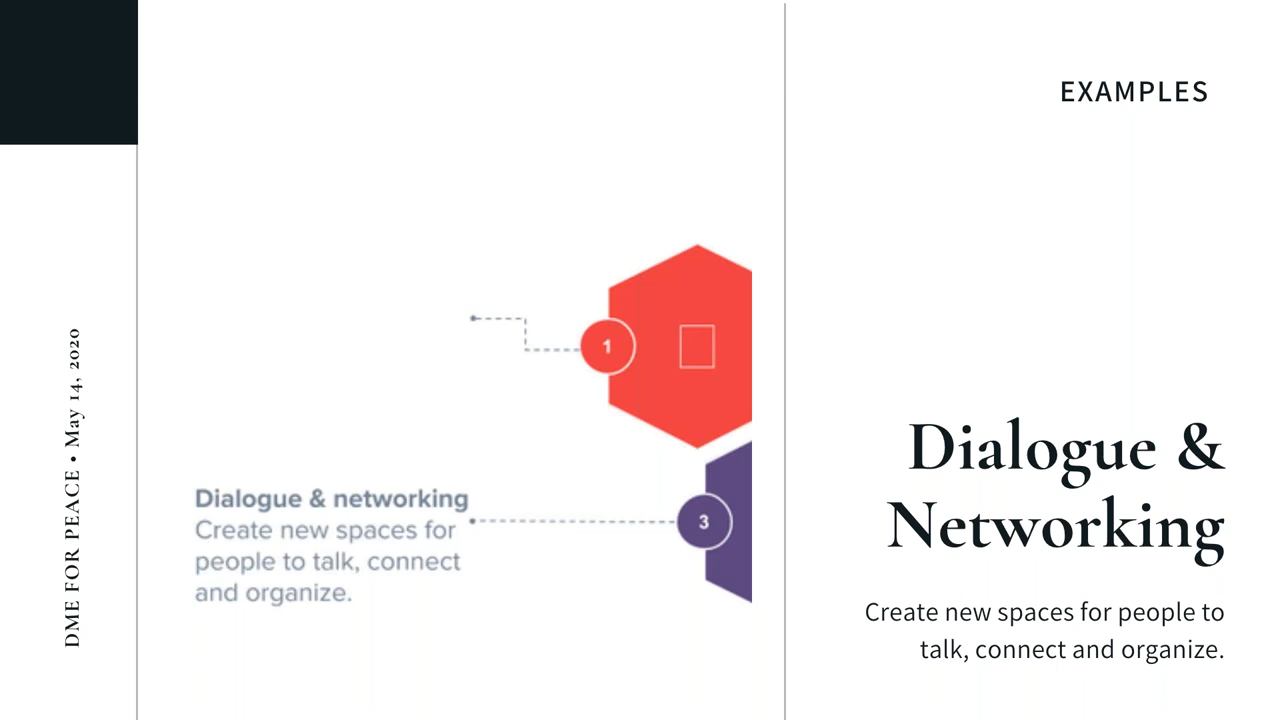 DME FOR PEACE • May 14, 2020
1
Dialogue & networking
Create new spaces for
people to talk, connect
and organize.
3
EXAMPLES
Dialogue &
Networking
Create new spaces for people to
talk, connect and organize.